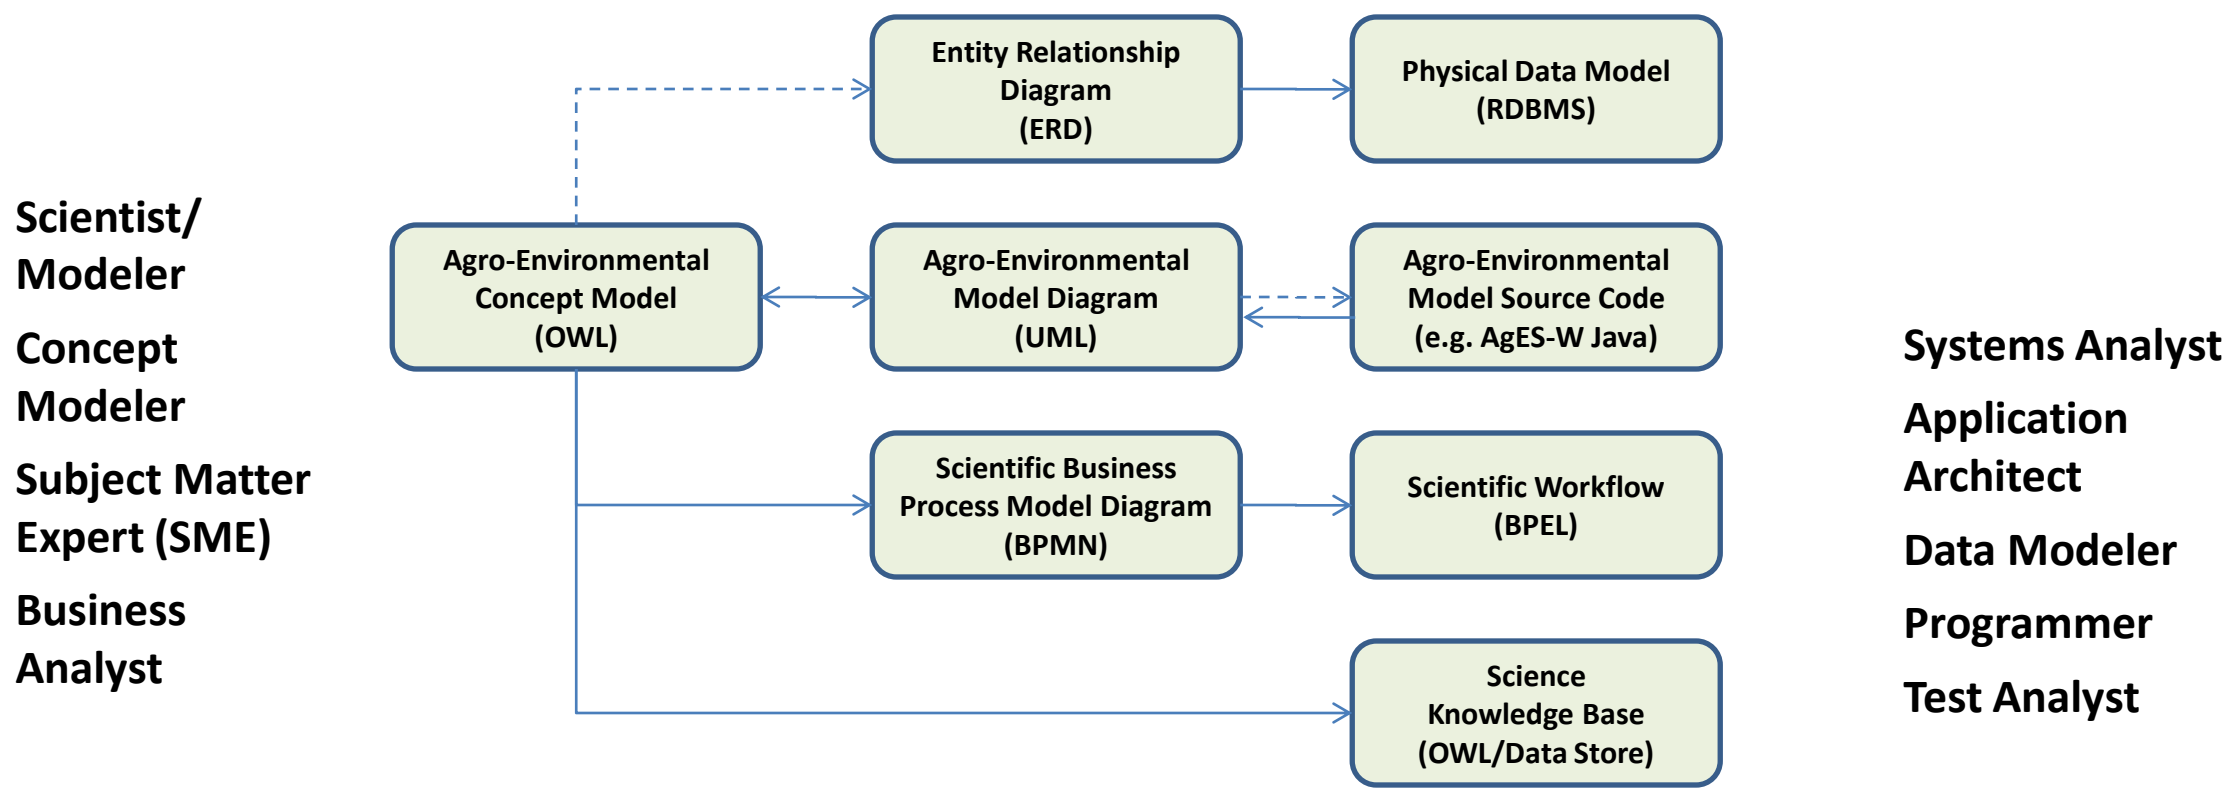 Scientist/
Modeler
Concept
Modeler
Subject Matter
Expert (SME)
Business
Analyst
Entity Relationship
Diagram
(ERD)
Physical Data Model
(RDBMS)
Agro-Environmental
Concept Model
(OWL)
Agro-Environmental
Model Diagram
(UML)
Agro-Environmental
Model Source Code
(e.g. AgES-W Java)
Scientific Business
Process Model Diagram
(BPMN)
Scientific Workflow
(BPEL)
Science
Knowledge Base
(OWL/Data Store)
Systems Analyst
Application
Architect
Data Modeler
Programmer
Test Analyst